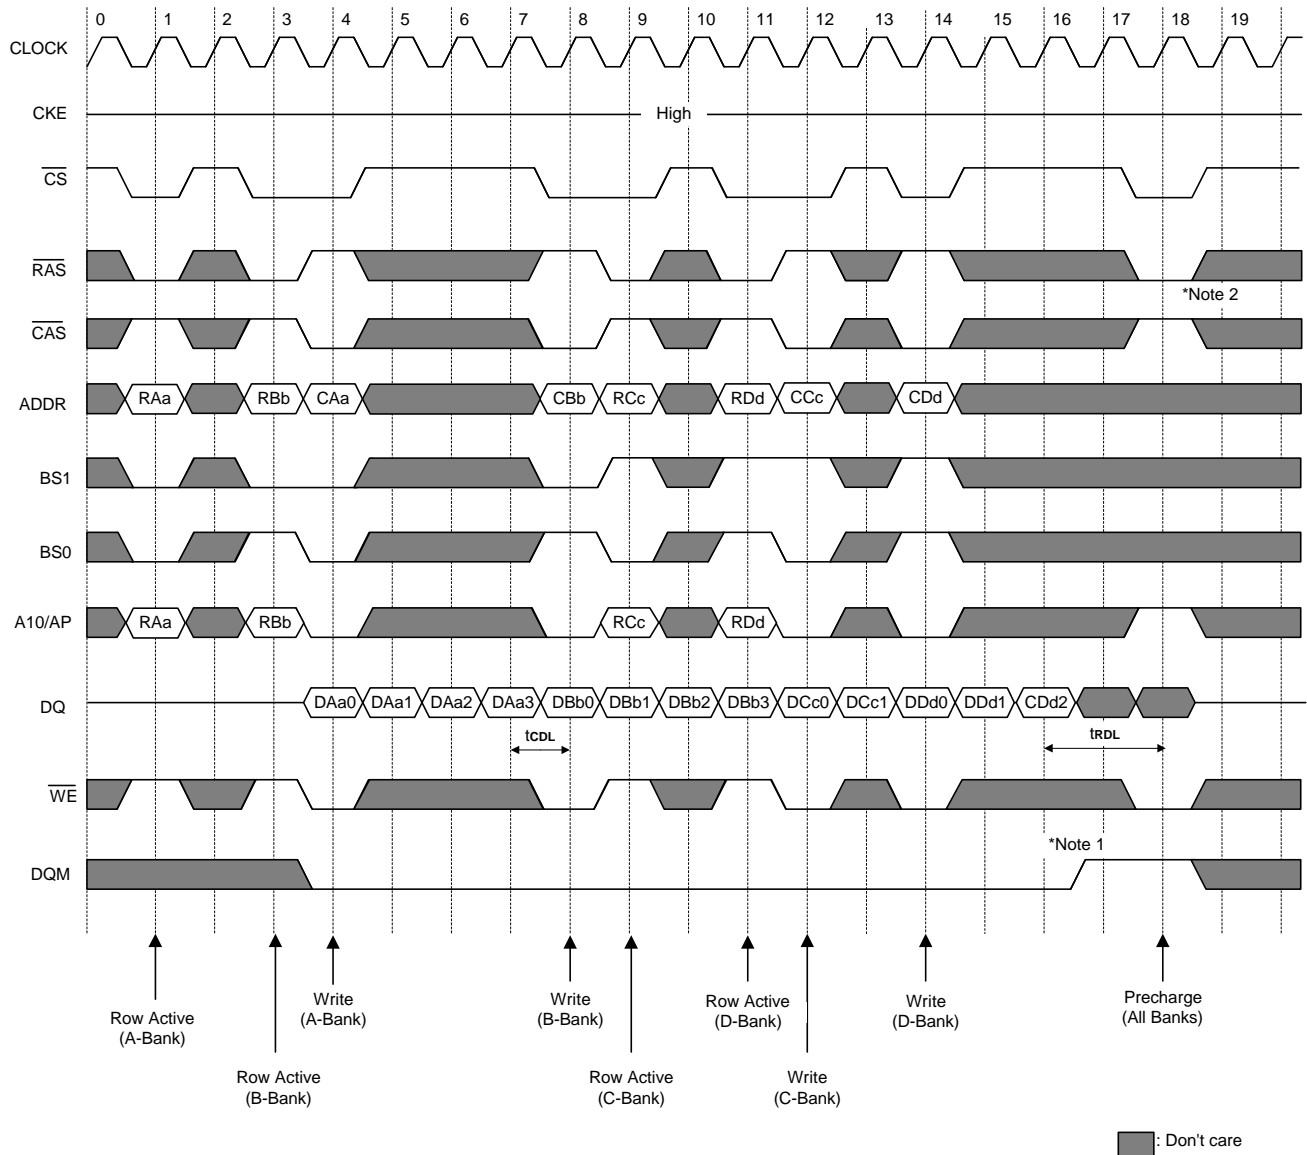 0 1 2 3 4 5 6 7 8 9 10 11 12 13 14 15 16 17 18 19
CLOCK
CKE High
CS
RAS
*Note 2
CAS
ADDR RAa RBb CAa CBb RCc RDd CCc CDd
BS1
BS0
A10/AP RAa RBb RCc RDd
DQ DAa0 DAa1 DAa2 DAa3 DBb0 DBb1 DBb2 DBb3 DCc0 DCc1 DDd0 DDd1 CDd2
tCDL tRDL
WE
*Note 1
DQM
Write
(A-Bank)
Write
(B-Bank)
Row Active
(D-Bank)
Write
(D-Bank)
Precharge
(All Banks)
Row Active
(A-Bank)
Row Active
(B-Bank)
Row Active
(C-Bank)
Write
(C-Bank)
: Don't care